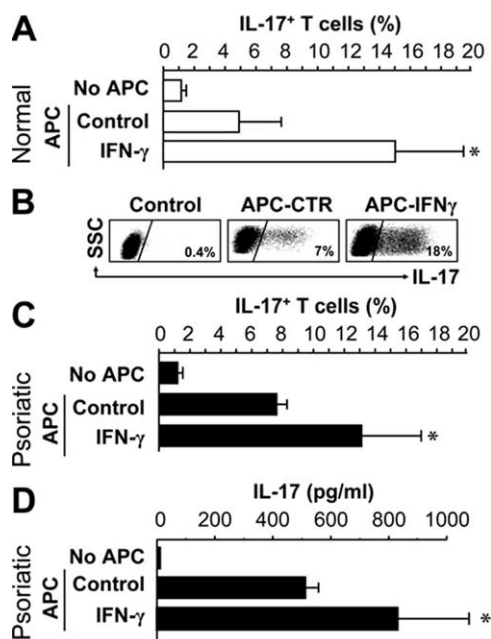 A
IL-17⁺ T cells (%)
0 2 4 6 8 10 12 14 16 18 20
Normal
APC
No APC
Control
IFN-γ
*
B
Control APC-CTR APC-IFNγ
SSC
0.4% 7% 18%
IL-17
C
IL-17⁺ T cells (%)
0 2 4 6 8 10 12 14 16 18 20
Psoriatic
APC
No APC
Control
IFN-γ
*
D
IL-17 (pg/ml)
0 200 400 600 800 1000
Psoriatic
APC
No APC
Control
IFN-γ
*